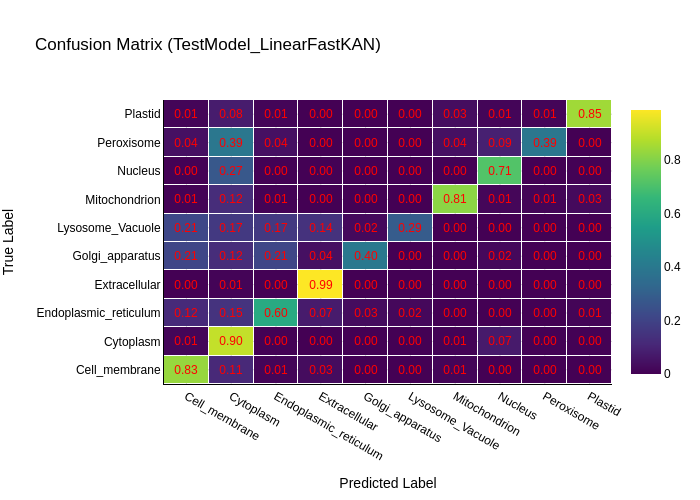 Confusion Matrix (TestModel_LinearFastKAN)
Plastid 0.01 0.08 0.01 0.00 0.00 0.00 0.03 0.01 0.01 0.85
Peroxisome 0.04 0.39 0.04 0.00 0.00 0.00 0.04 0.09 0.39 0.00
Nucleus 0.00 0.27 0.00 0.00 0.00 0.00 0.00 0.71 0.00 0.00
Mitochondrion 0.01 0.12 0.01 0.00 0.00 0.00 0.81 0.01 0.01 0.03
Lysosome_Vacuole 0.17 0.17 0.14 0.02 0.29 0.00 0.00 0.00 0.00
Golgi_apparatus 0.12 0.04 0.40 0.00 0.00 0.02 0.00 0.00
Extracellular 0.00 0.01 0.00 0.99 0.00 0.00 0.00 0.00 0.00 0.00
Endoplasmic_reticulum 0.12 0.15 0.60 0.07 0.03 0.02 0.00 0.00 0.00 0.01
Cytoplasm 0.01 0.90 0.00 0.00 0.00 0.00 0.01 0.07 0.00 0.00
Cell_membrane 0.83 0.11 0.01 0.03 0.00 0.00 0.01 0.00 0.00 0.00
Cell_membrane Cytoplasm Endoplasmic_reticulum Extracellular Golgi_apparatus Lysosome_Vacuole Mitochondrion Nucleus Peroxisome Plastid
True Label
Predicted Label
0.8
0.6
0.4
0.2
0